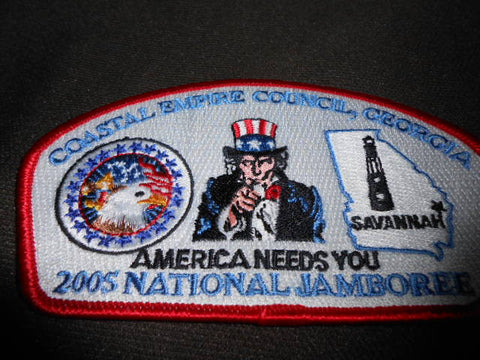 COASTAL EMPIRE COUNCIL, GEORGIA
SAVANNAH
AMERICA NEEDS YOU
2005 NATIONAL JAMBOREE